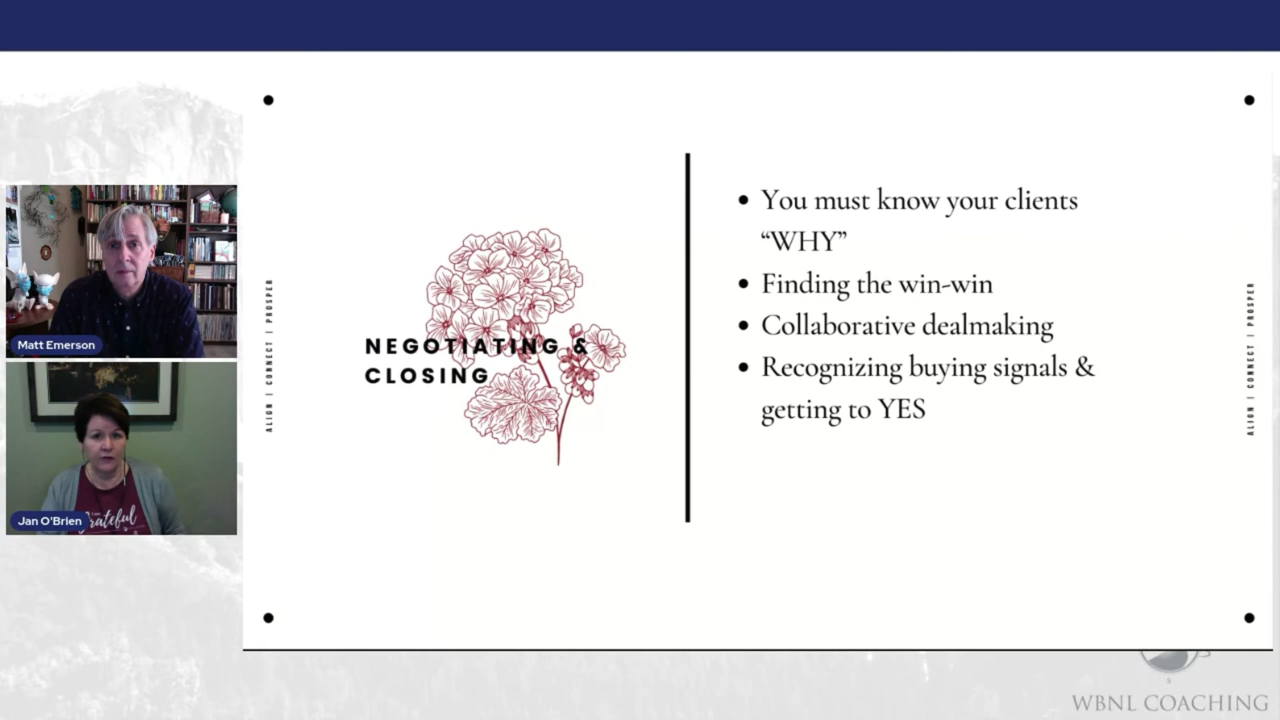 Matt Emerson
Jan O'Brien
grateful
ALIGN | CONNECT | PROSPER
NEGOTIATING &
CLOSING
You must know your clients
“WHY”
Finding the win-win
Collaborative dealmaking
Recognizing buying signals &
getting to YES
ALIGN | CONNECT | PROSPER
WBNL COACHING